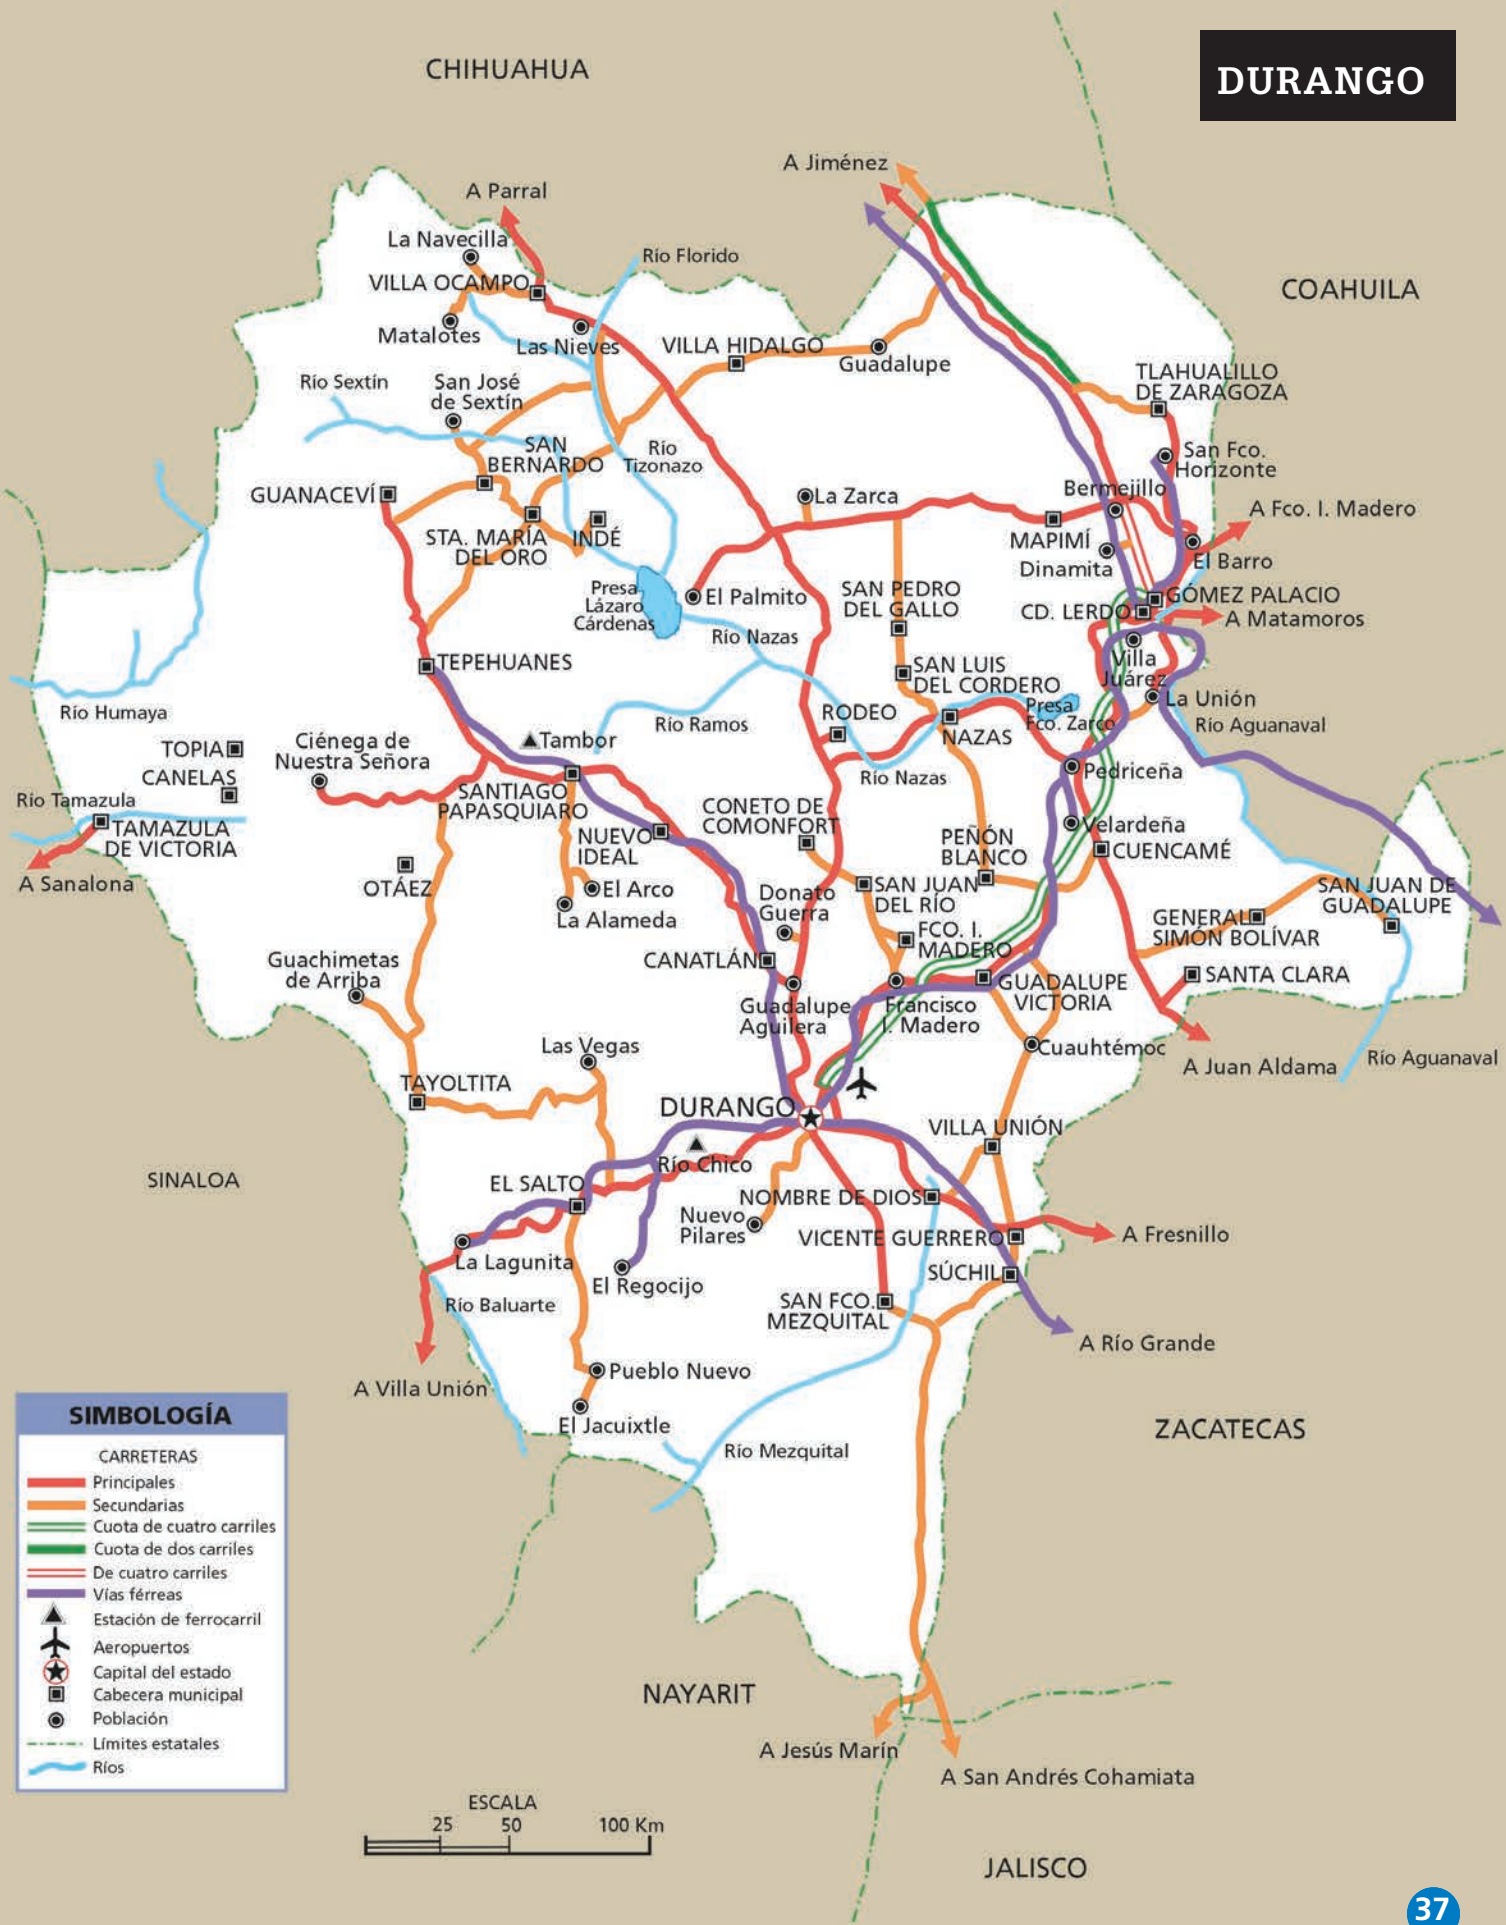 CHIHUAHUA
DURANGO
A Jiménez
A Parral
La Navecilla
Río Florido
VILLA OCAMPO
COAHUILA
Matalotes
Las Nieves
VILLA HIDALGO
Guadalupe
TLAHUALILLO
DE ZARAGOZA
Río Sextín
San José
de Sextín
SAN
BERNARDO
Río
Tizonazo
San Fco.
Horizonte
GUANACEVÍ
La Zarca
Bermejillo
A Fco. I. Madero
STA. MARÍA
DEL ORO
INDÉ
MAPIMÍ
Dinamita
El Barro
Presa
Lázaro
Cárdenas
El Palmito
SAN PEDRO
DEL GALLO
GÓMEZ PALACIO
CD. LERDO
A Matamoros
Río Nazas
TEPEHUANES
SAN LUIS
DEL CORDERO
Villa
Juárez
La Unión
Presa
Fco. Zarco
Río Humaya
Río Ramos
RODEO
NAZAS
Río Aguanaval
TOPIA
Ciénega de
Nuestra Señora
Tambor
Río Nazas
Pedriceña
CANELAS
SANTIAGO
PAPASQUIARO
CONETO DE
COMONFORT
Río Tamazula
TAMAZULA
DE VICTORIA
NUEVO
IDEAL
PEÑÓN
BLANCO
Velardeña
CUENCAMÉ
A Sanalona
OTÁEZ
El Arco
La Alameda
Donato
Guerra
SAN JUAN
DEL RÍO
SAN JUAN DE
GUADALUPE
GENERAL
SIMÓN BOLÍVAR
FCO. I.
MADERO
CANATLÁN
Guachimetas
de Arriba
SANTA CLARA
GUADALUPE
VICTORIA
Guadalupe
Aguilera
Francisco
I. Madero
Las Vegas
Cuauhtémoc
A Juan Aldama
Río Aguanaval
TAYOLTITA
DURANGO
VILLA UNIÓN
Río Chico
SINALOA
EL SALTO
NOMBRE DE DIOS
Nuevo
Pilares
VICENTE GUERRERO
A Fresnillo
La Lagunita
El Regocijo
SÚCHIL
Río Baluarte
SAN FCO.
MEZQUITAL
A Río Grande
A Villa Unión
Pueblo Nuevo
El Jacuixtle
Río Mezquital
ZACATECAS
SIMBOLOGÍA
CARRETERAS
Principales
Secundarias
Cuota de cuatro carriles
Cuota de dos carriles
De cuatro carriles
Vías férreas
Estación de ferrocarril
Aeropuertos
Capital del estado
Cabecera municipal
Población
Límites estatales
Ríos
NAYARIT
A Jesús Marín
A San Andrés Cohamiata
ESCALA
25 50 100 Km
JALISCO
37